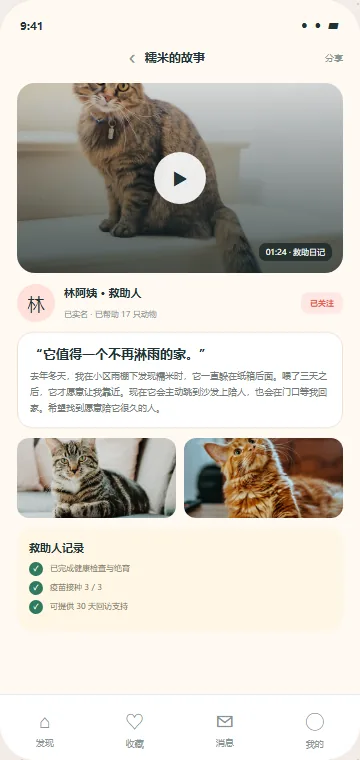 9:41
糯米的故事
分享
01:24 · 救助日记
林
林阿姨 • 救助人
已实名 · 已帮助 17 只动物
已关注
“它值得一个不再淋雨的家。”
去年冬天，我在小区雨棚下发现糯米时，它一直躲在纸箱后面。喂了三天之
后，它才愿意让我靠近。现在它会主动跳到沙发上陪人，也会在门口等我回
家。希望找到愿意陪它很久的人。
救助人记录
已完成健康检查与绝育
疫苗接种 3 / 3
可提供 30 天回访支持
发现
收藏
消息
我的